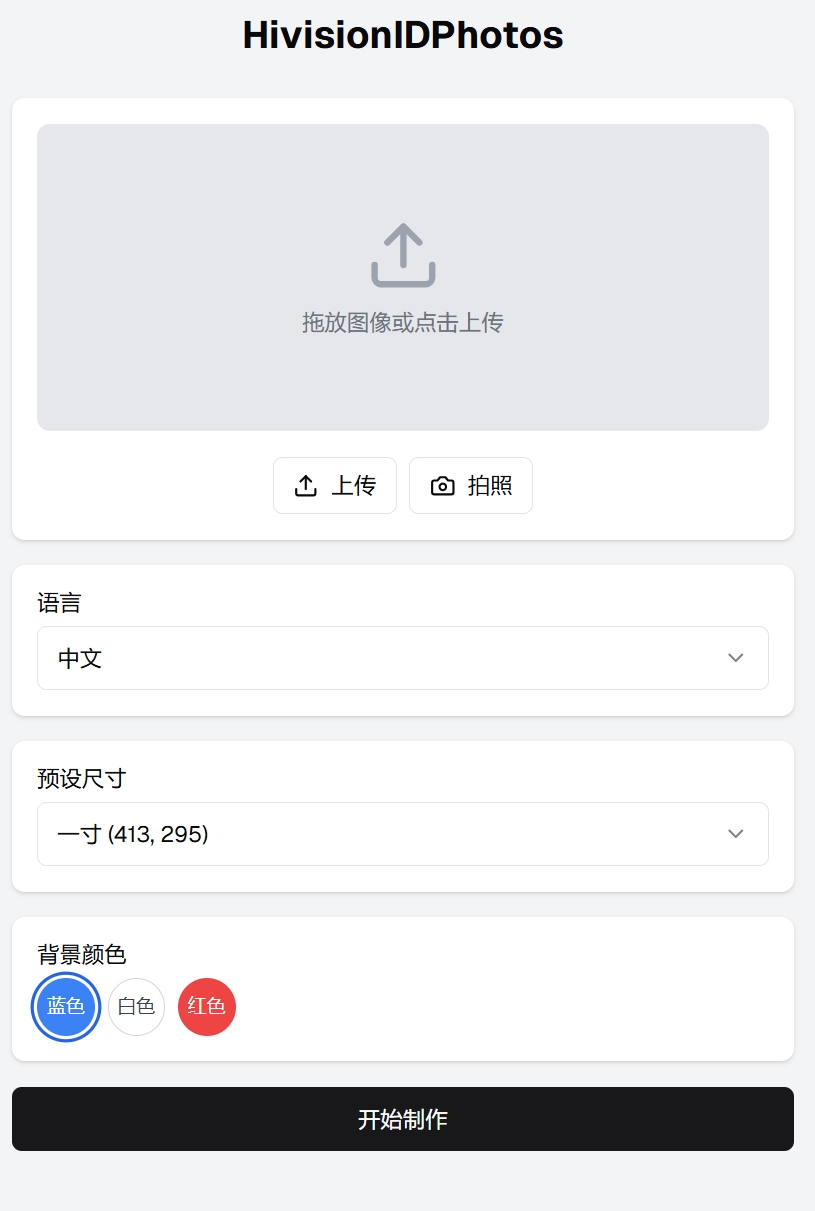 HivisionIDPhotos
拖放图像或点击上传
上传
拍照
语言
中文
预设尺寸
一寸 (413, 295)
背景颜色
蓝色
白色
红色
开始制作